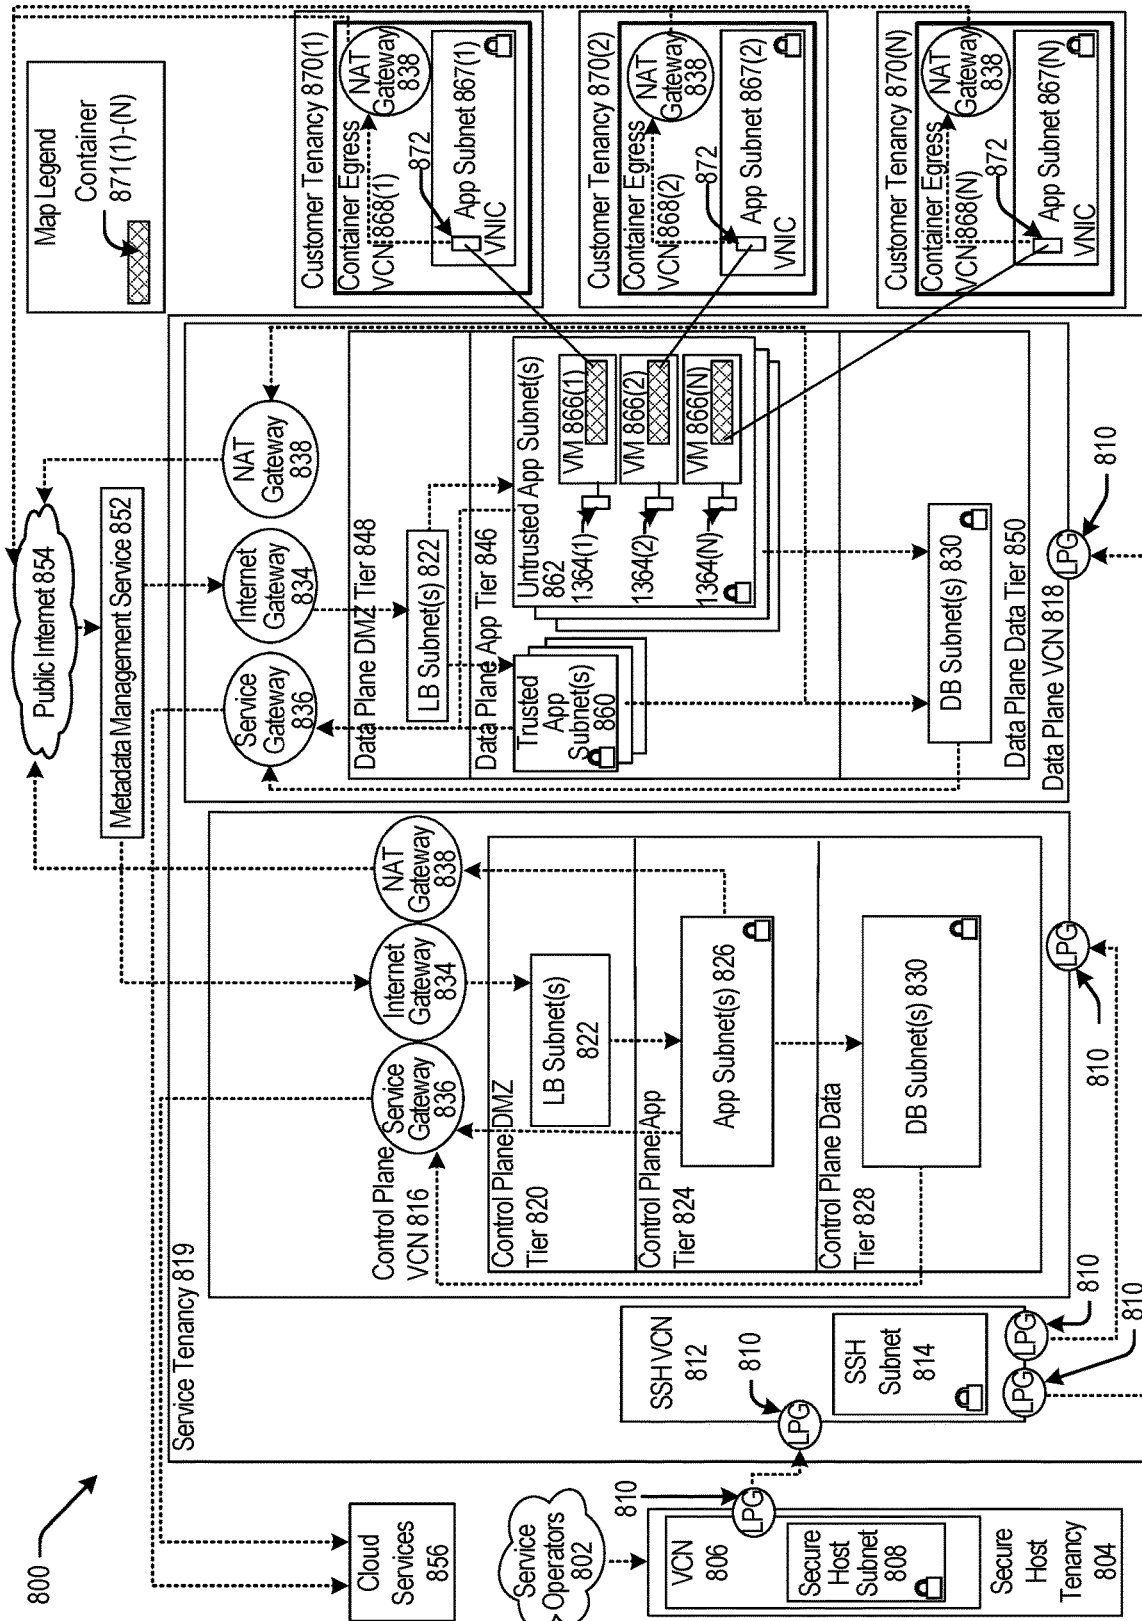 800
Cloud
Services
856
Service
Operators
802
810
LPG
VCN
806
Secure
Host
Subnet
808
Secure
Host
Tenancy
804
Service Tenancy 819
SSH VCN
812
810
LPG
SSH
Subnet
814
LPG
LPG
810
810
Control Plane
VCN 816
Service
Gateway
836
Internet
Gateway
834
NAT
Gateway
838
Control Plane DMZ
Tier 820
LB Subnet(s)
822
Control Plane App
Tier 824
App Subnet(s) 826
Control Plane Data
Tier 828
DB Subnet(s) 830
LPG
810
Public Internet 854
Metadata Management Service 852
Service
Gateway
836
Internet
Gateway
834
NAT
Gateway
838
Data Plane DMZ Tier 848
LB Subnet(s) 822
Data Plane App Tier 846
Trusted
App
Subnet(s)
860
Untrusted App Subnet(s)
862
1364(1)
VM 866(1)
1364(2)
VM 866(2)
1364(N)
VM 866(N)
DB Subnet(s) 830
Data Plane Data Tier 850
Data Plane VCN 818
LPG
810
Map Legend
Container
871(1)-(N)
Customer Tenancy 870(1)
Container Egress
VCN 868(1)
NAT
Gateway
838
872
App Subnet 867(1)
VNIC
Customer Tenancy 870(2)
Container Egress
VCN 868(2)
NAT
Gateway
838
872
App Subnet 867(2)
VNIC
Customer Tenancy 870(N)
Container Egress
VCN 868(N)
NAT
Gateway
838
872
App Subnet 867(N)
VNIC